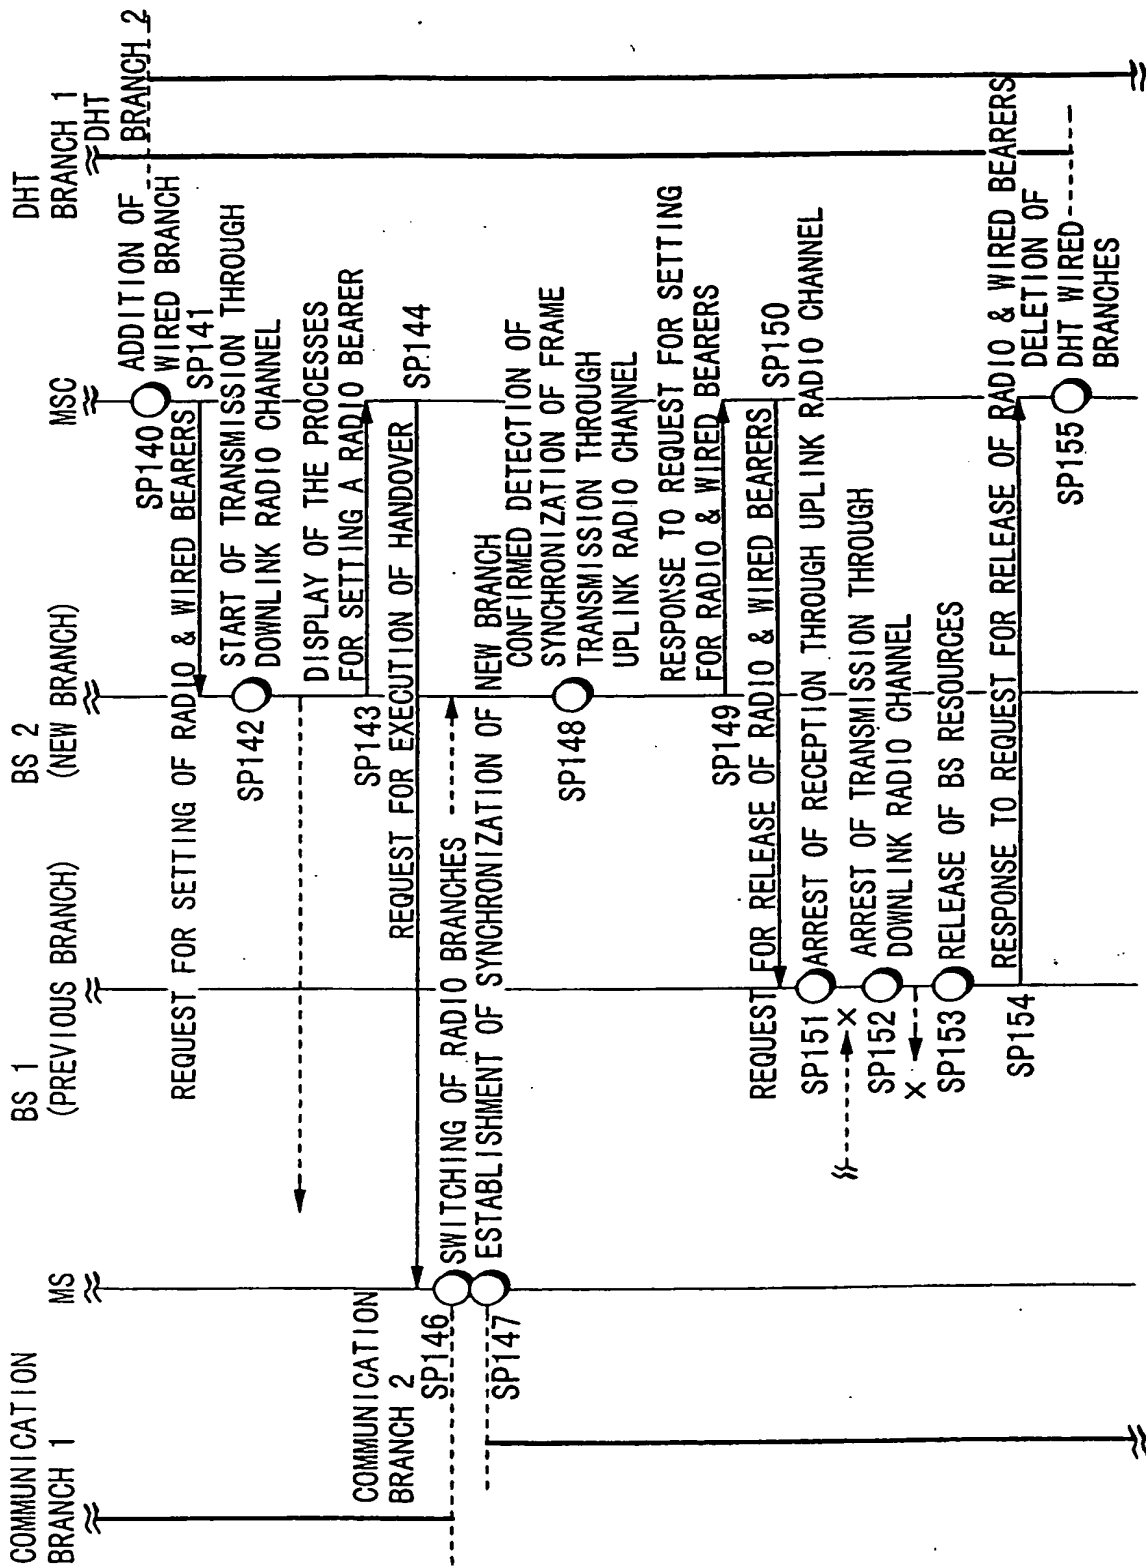 COMMUNICATION
BRANCH 1
MS
BS 1
(PREVIOUS BRANCH)
BS 2
(NEW BRANCH)
MSC
DHT
BRANCH 1
DHT
BRANCH 2
SP140
ADDITION OF
WIRED BRANCH
REQUEST FOR SETTING OF RADIO & WIRED BEARERS
SP141
SP142
START OF TRANSMISSION THROUGH
DOWNLINK RADIO CHANNEL
DISPLAY OF THE PROCESSES
FOR SETTING A RADIO BEARER
SP143
REQUEST FOR EXECUTION OF HANDOVER
SP144
COMMUNICATION
BRANCH 2
SP146
SWITCHING OF RADIO BRANCHES
SP147
ESTABLISHMENT OF SYNCHRONIZATION OF NEW BRANCH
SP148
CONFIRMED DETECTION OF
SYNCHRONIZATION OF FRAME
TRANSMISSION THROUGH
UPLINK RADIO CHANNEL
RESPONSE TO REQUEST FOR SETTING
FOR RADIO & WIRED BEARERS
SP149
REQUEST FOR RELEASE OF RADIO & WIRED BEARERS
SP150
SP151
ARREST OF RECEPTION THROUGH UPLINK RADIO CHANNEL
X
SP152
ARREST OF TRANSMISSION THROUGH
DOWNLINK RADIO CHANNEL
X
SP153
RELEASE OF BS RESOURCES
SP154
RESPONSE TO REQUEST FOR RELEASE OF RADIO & WIRED BEARERS
SP155
DELETION OF
DHT WIRED
BRANCHES